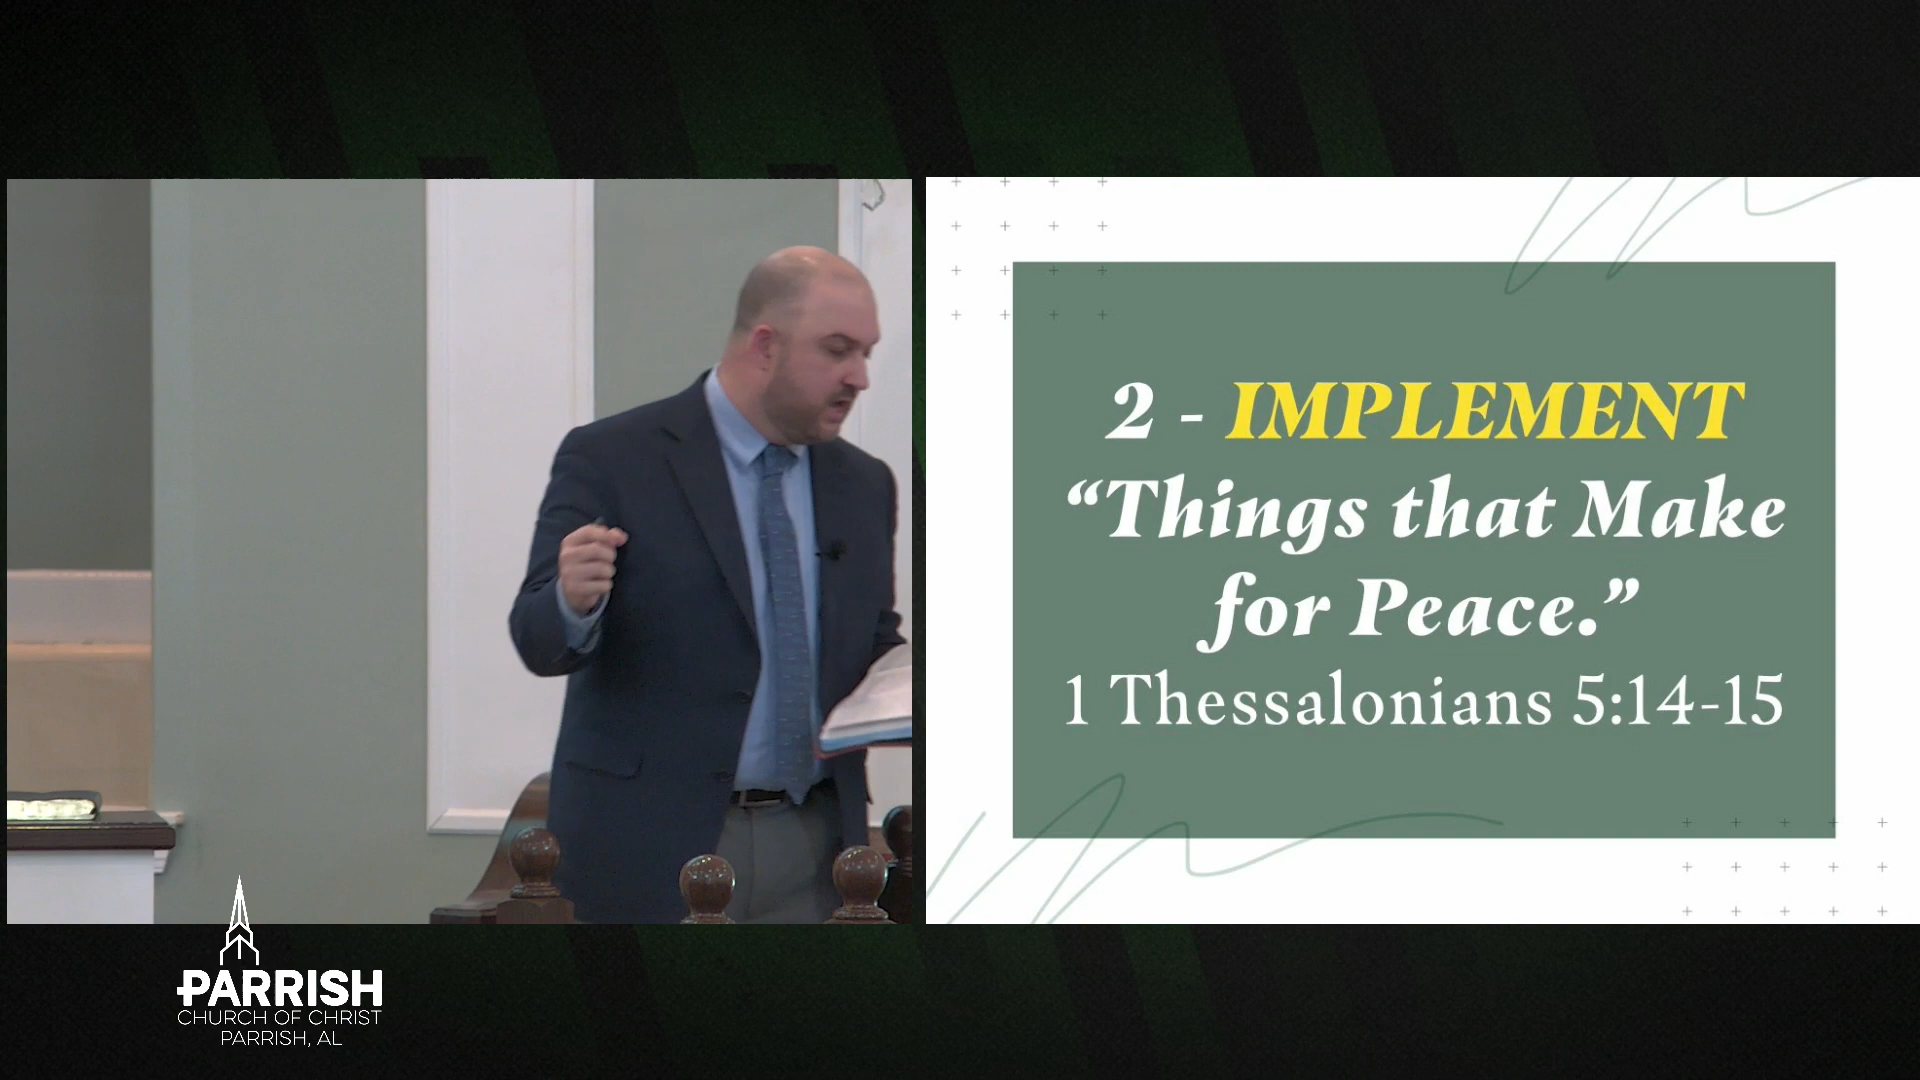 2 - IMPLEMENT
“Things that Make
for Peace.”
1 Thessalonians 5:14-15
PARRISH
CHURCH OF CHRIST
PARRISH, AL